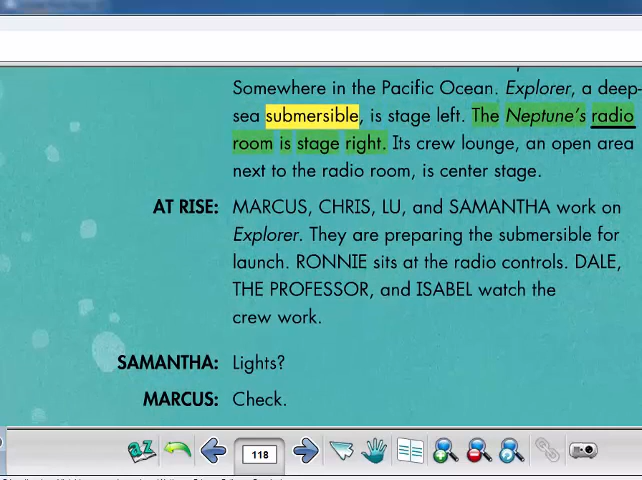 Somewhere in the Pacific Ocean. Explorer, a deep-
sea submersible, is stage left. The Neptune's radio
room is stage right. Its crew lounge, an open area
next to the radio room, is center stage.
AT RISE: MARCUS, CHRIS, LU, and SAMANTHA work on
Explorer. They are preparing the submersible for
launch. RONNIE sits at the radio controls. DALE,
THE PROFESSOR, and ISABEL watch the
crew work.
SAMANTHA: Lights?
MARCUS: Check.
az 118